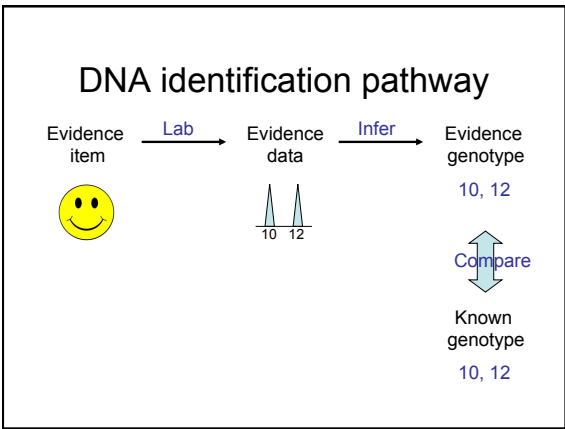 DNA identification pathway
Evidence item
Lab
Evidence data
Infer
Evidence genotype
10 12
10, 12
Compare
Known genotype
10, 12